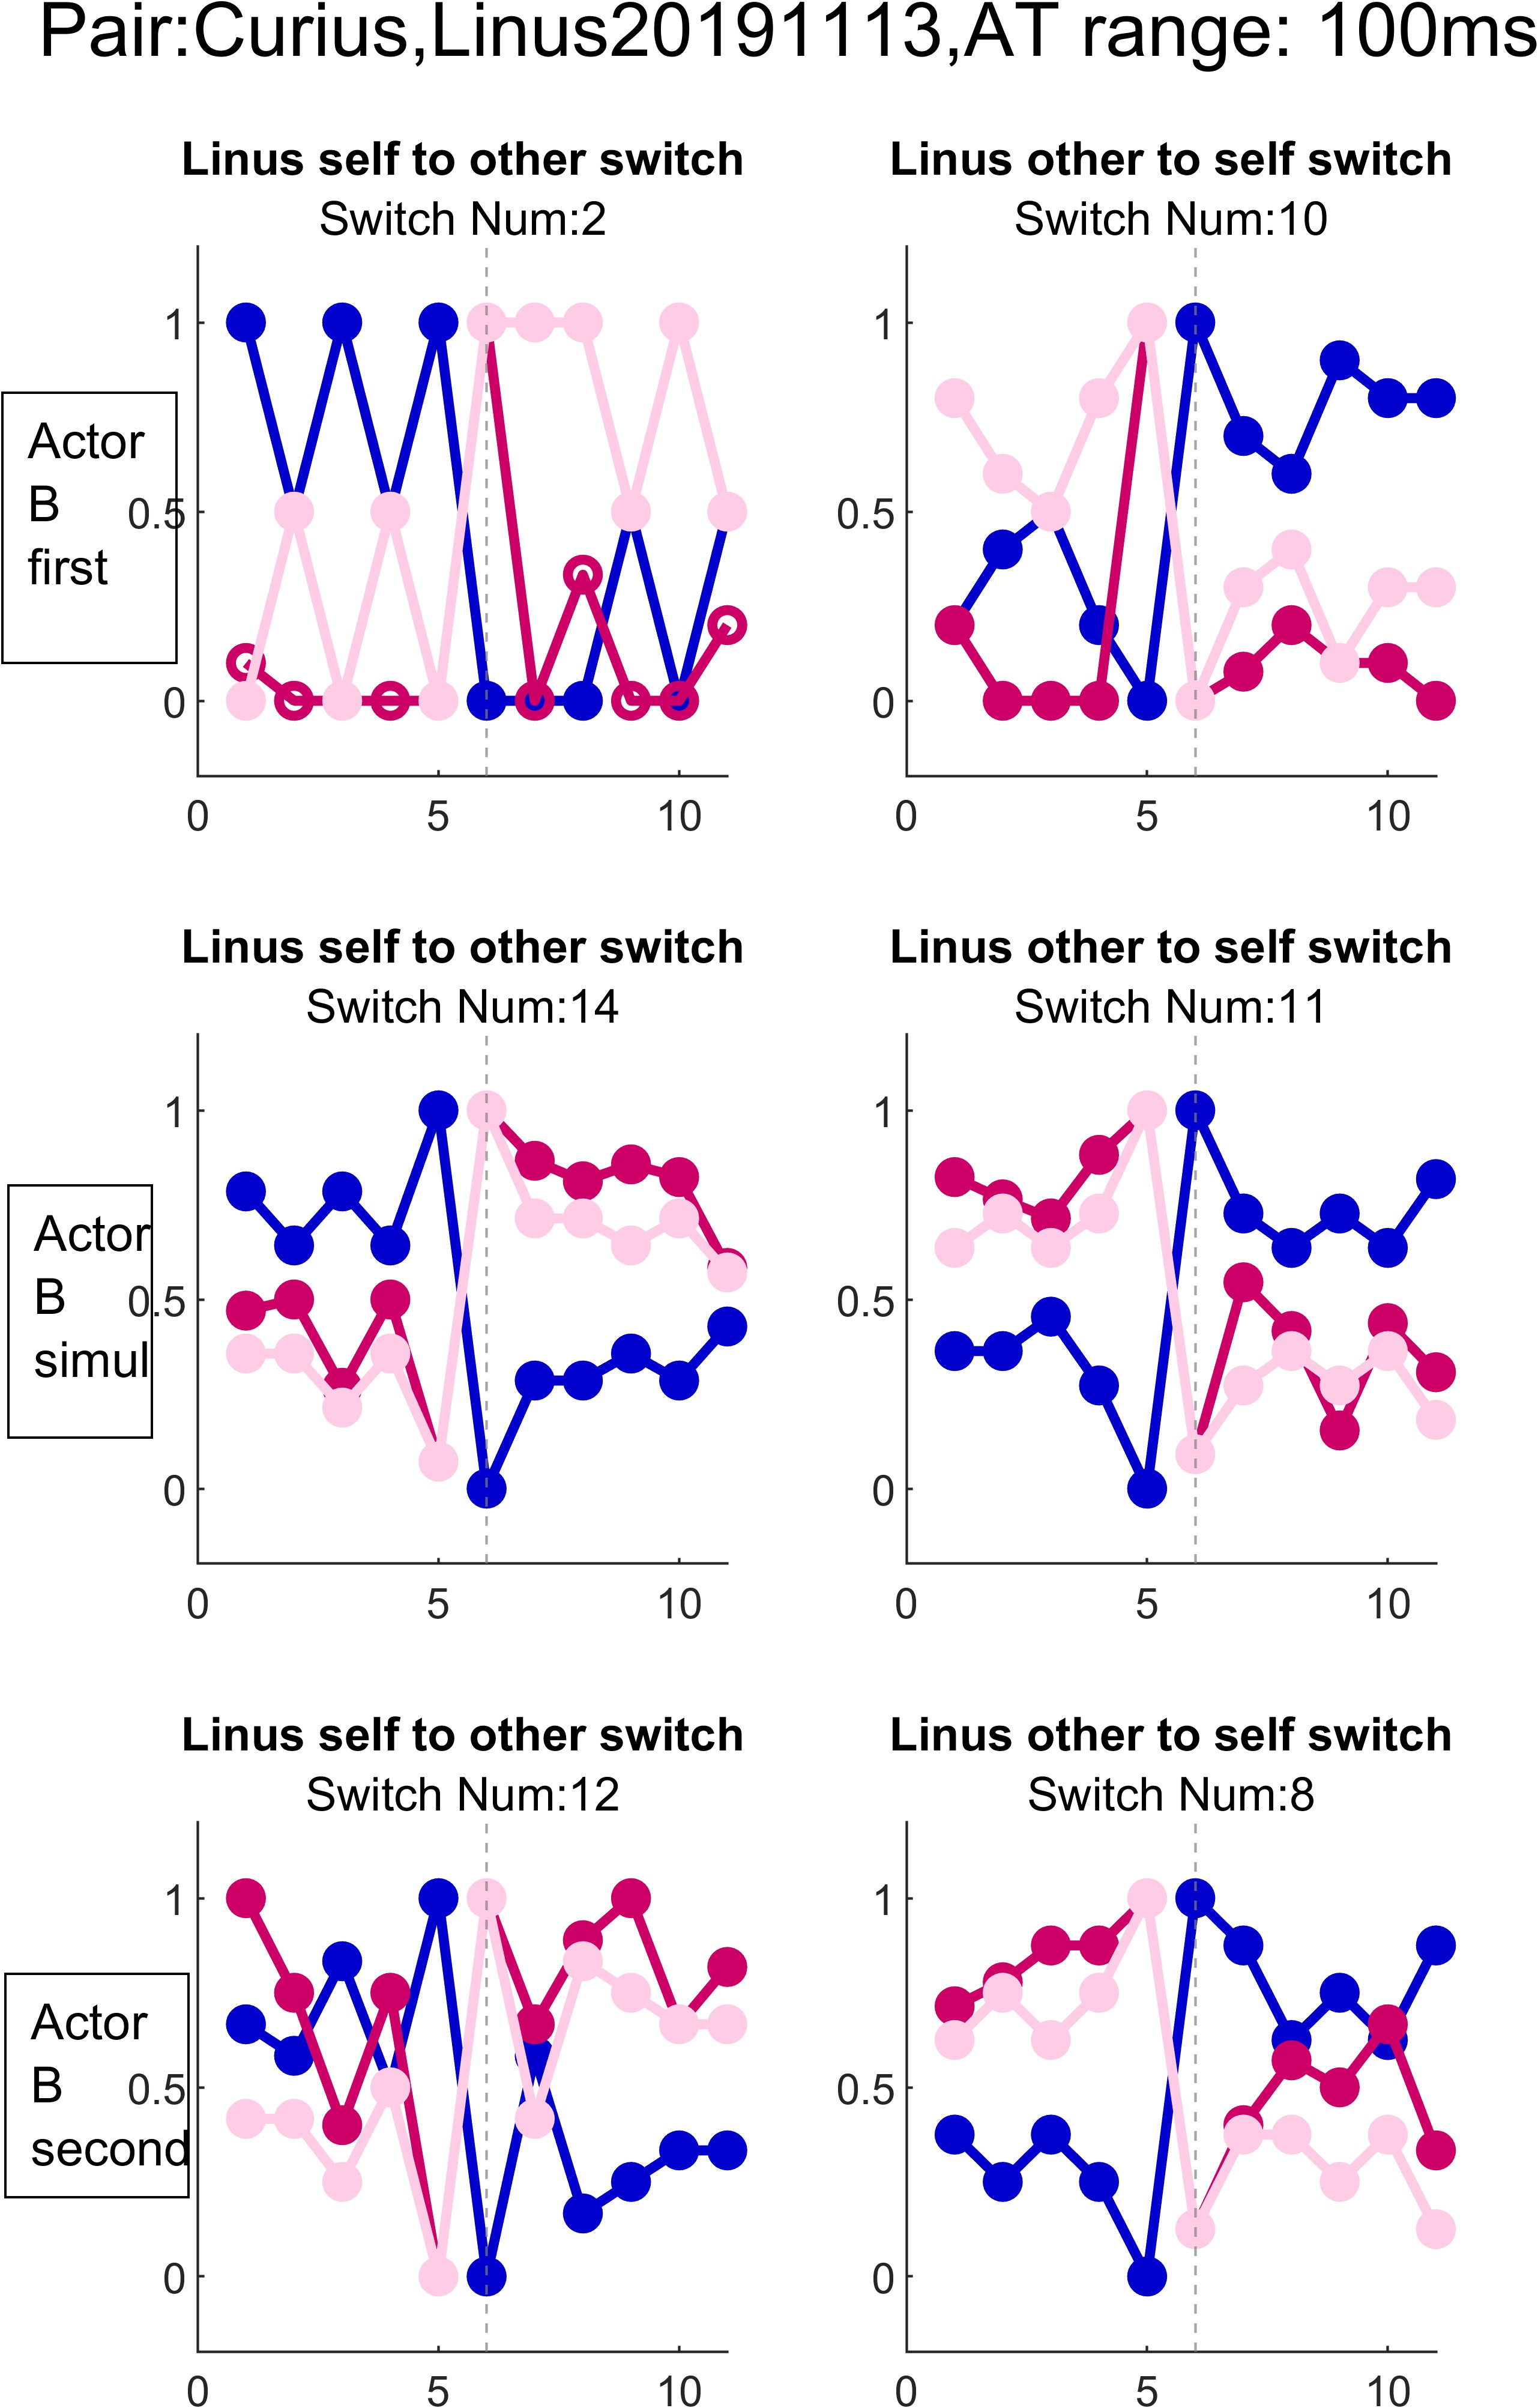 Pair:Curius,Linus20191113,AT range: 100ms
Linus self to other switch
Switch Num:2
Linus other to self switch
Switch Num:10
Actor
B
first
1
0.5
0
0 5 10
1
0.5
0
0 5 10
Linus self to other switch
Switch Num:14
Linus other to self switch
Switch Num:11
Actor
B
simul
1
0.5
0
0 5 10
1
0.5
0
0 5 10
Linus self to other switch
Switch Num:12
Linus other to self switch
Switch Num:8
Actor
B
second
1
0.5
0
0 5 10
1
0.5
0
0 5 10